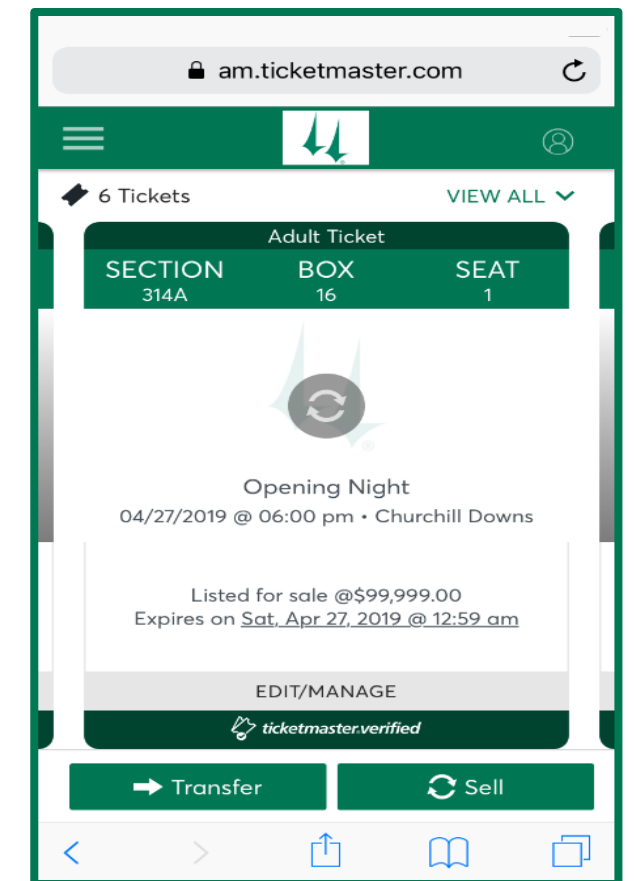 am.ticketmaster.com
6 Tickets VIEW ALL
Adult Ticket
SECTION BOX SEAT
314A 16 1
®
Opening Night
04/27/2019 @ 06:00 pm • Churchill Downs
Listed for sale @$99,999.00
Expires on Sat, Apr 27, 2019 @ 12:59 am
EDIT/MANAGE
ticketmaster.verified
Transfer Sell